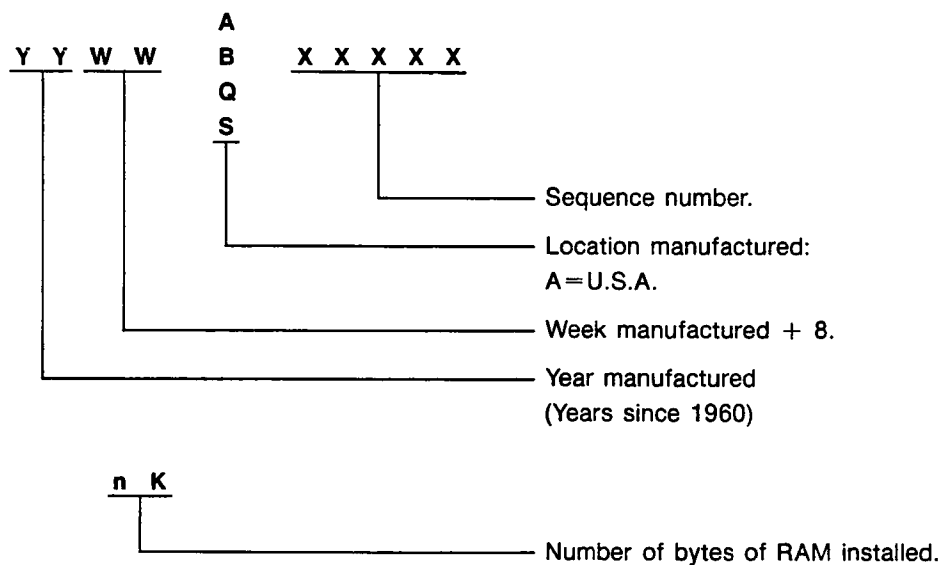 A
Y Y W W B X X X X X
Q
S
Sequence number.
Location manufactured:
A=U.S.A.
Week manufactured + 8.
Year manufactured
(Years since 1960)
n K
Number of bytes of RAM installed.